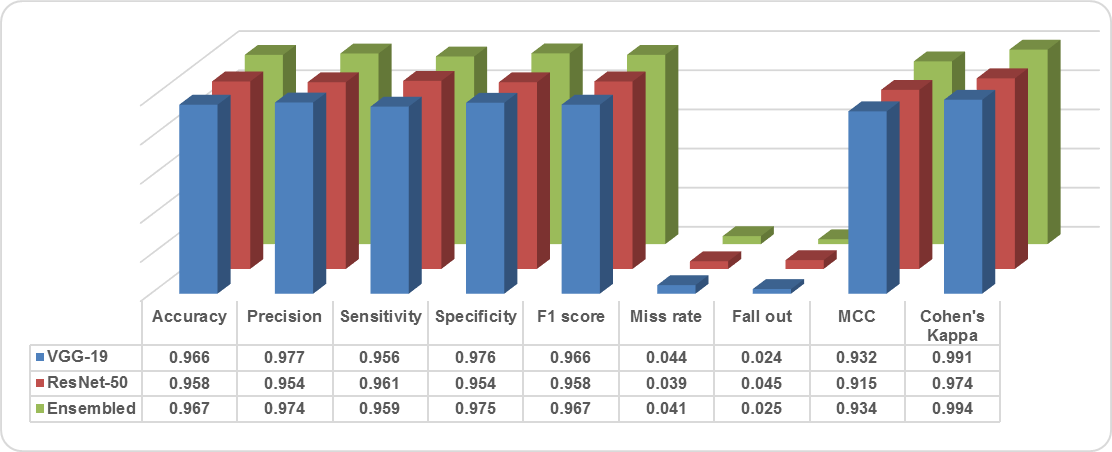 Accuracy Precision Sensitivity Specificity F1 score Miss rate Fall out MCC Cohen's
Kappa
VGG-19 0.966 0.977 0.956 0.976 0.966 0.044 0.024 0.932 0.991
ResNet-50 0.958 0.954 0.961 0.954 0.958 0.039 0.045 0.915 0.974
Ensembled 0.967 0.974 0.959 0.975 0.967 0.041 0.025 0.934 0.994